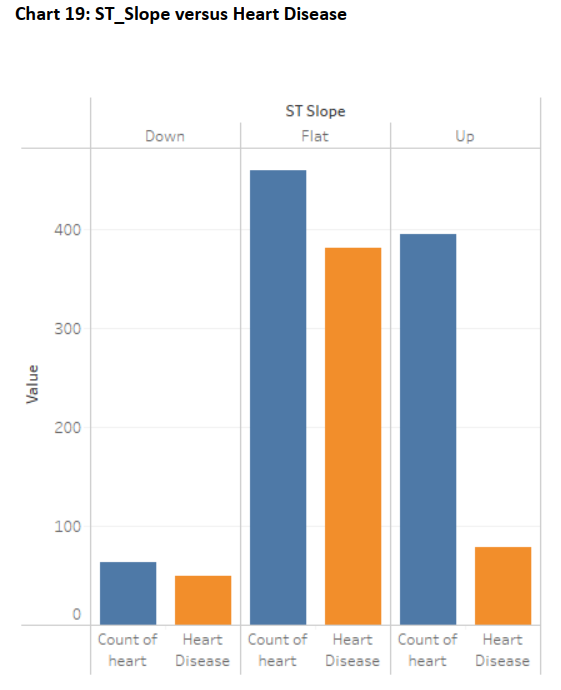 Chart 19: ST_Slope versus Heart Disease
ST Slope
Down Flat Up
400
300
200
100
0
Value
Count of heart Heart Disease Count of heart Heart Disease Count of heart Heart Disease